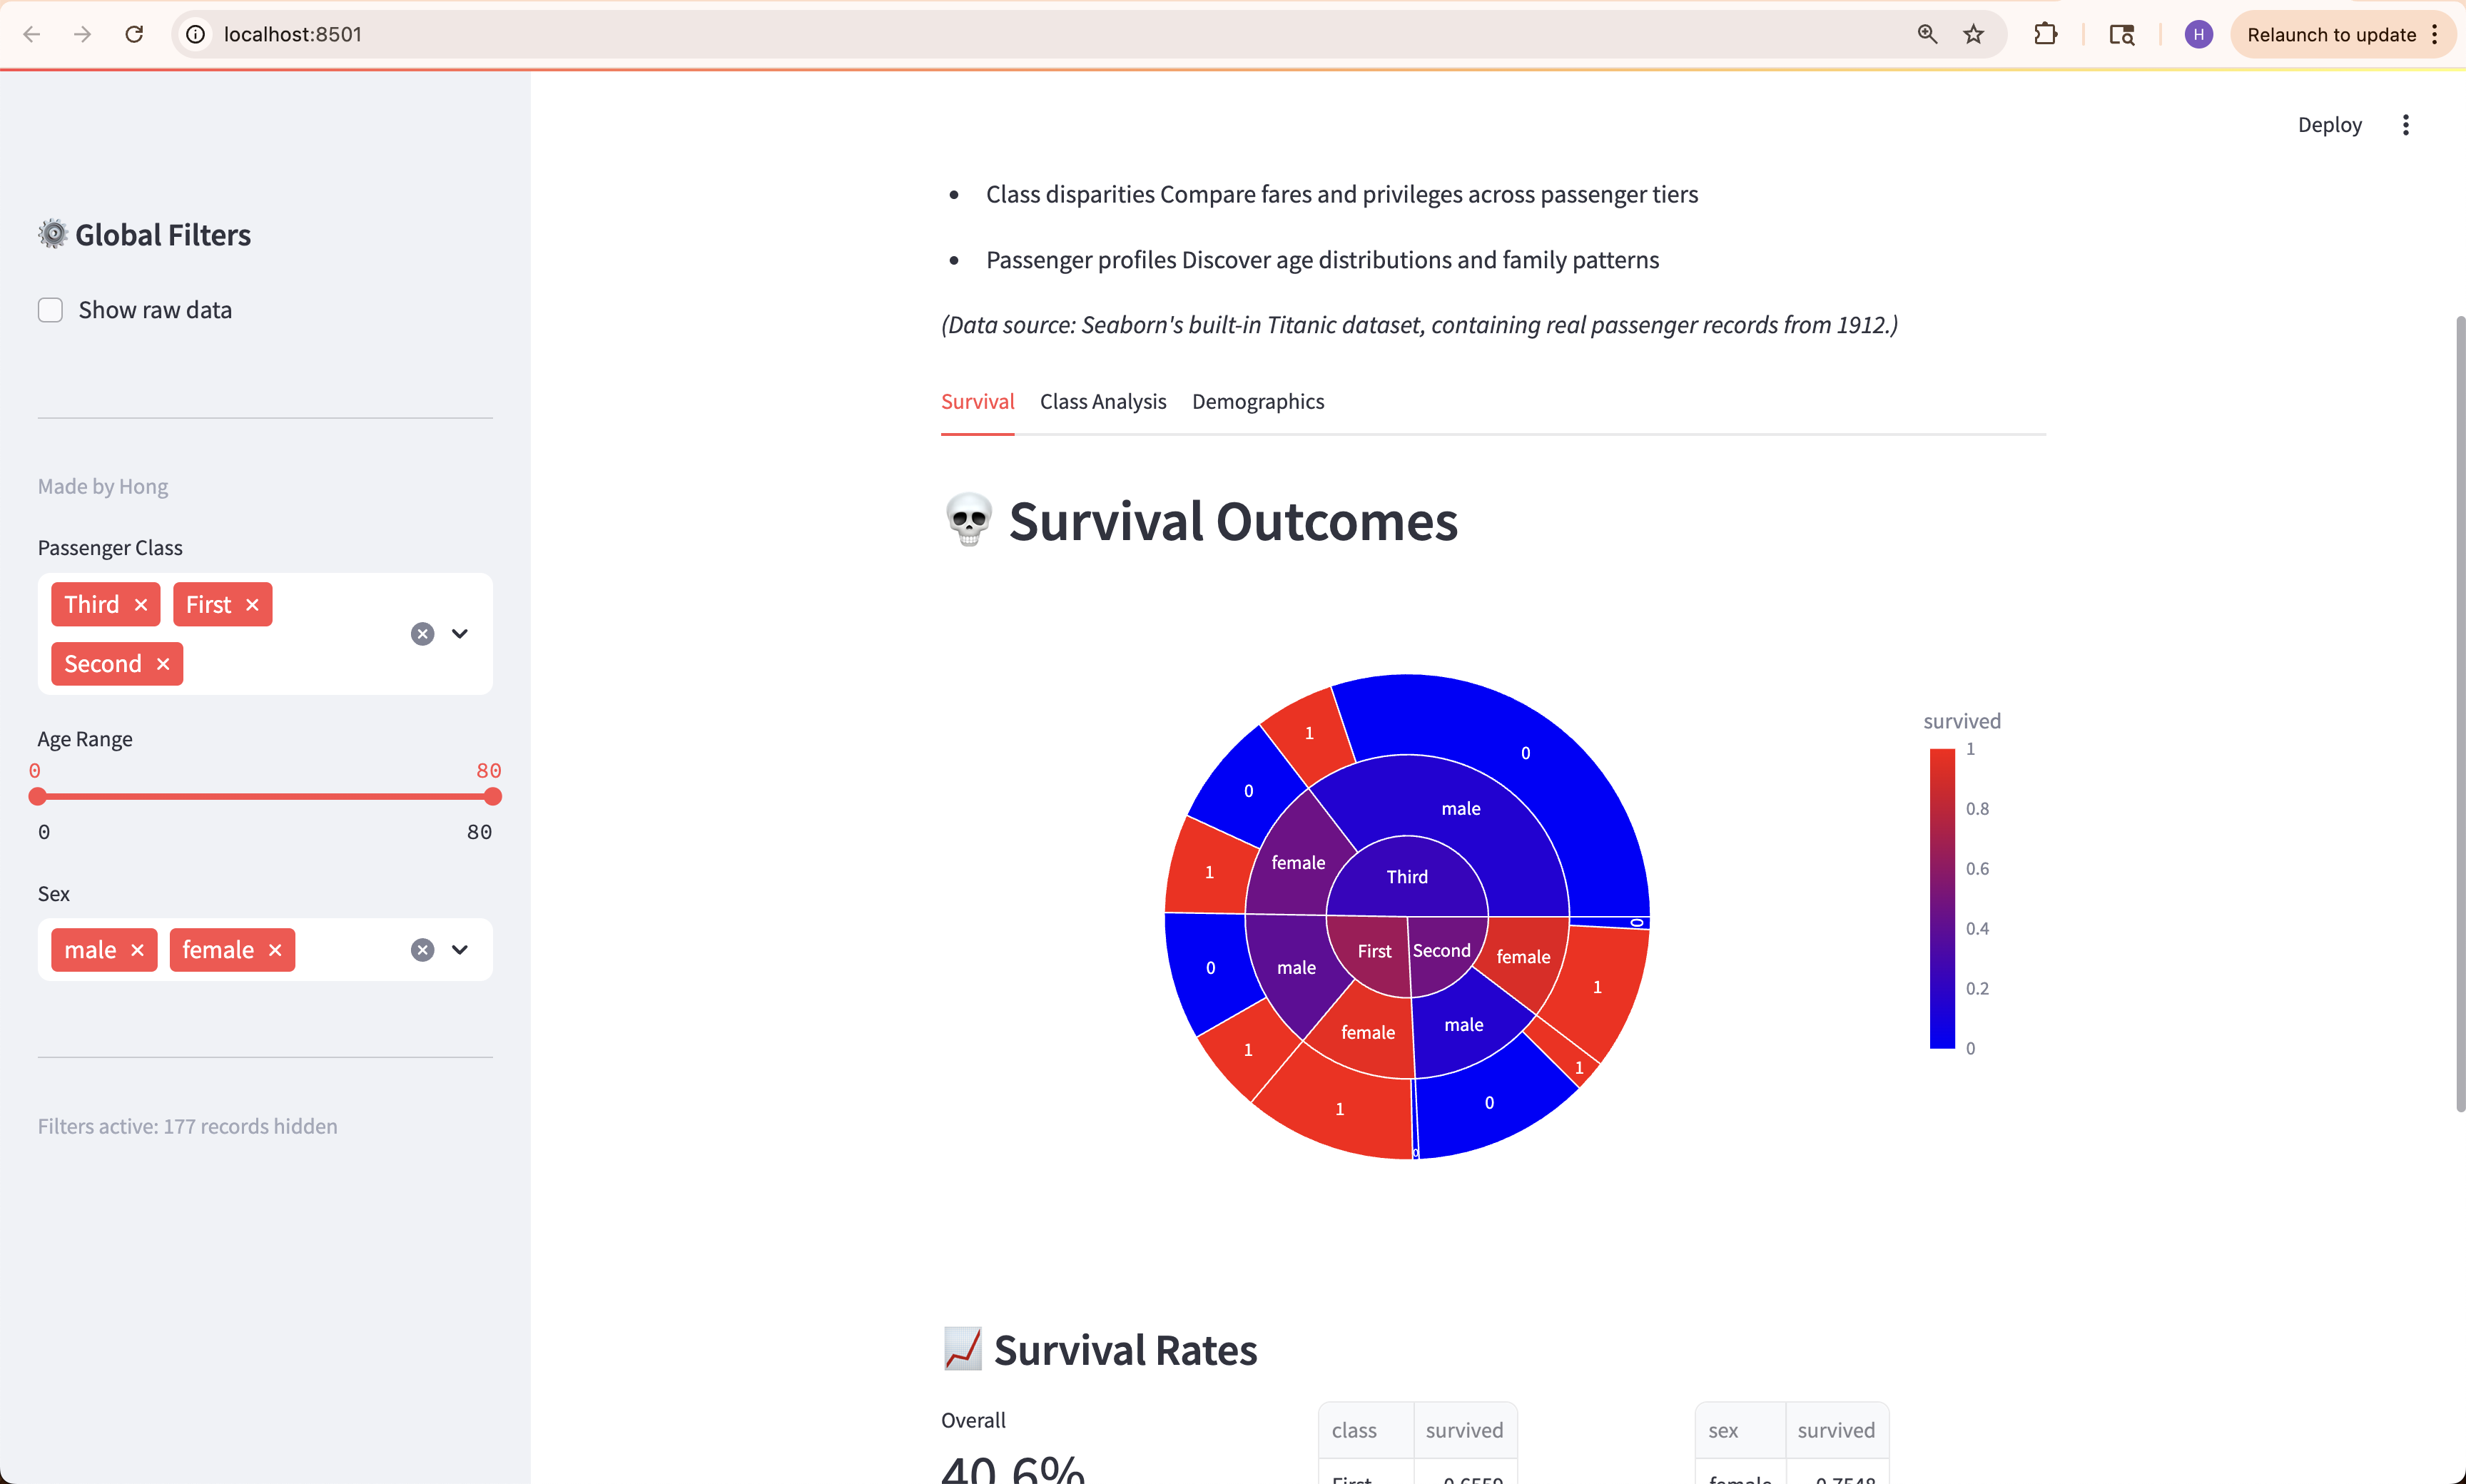 localhost:8501
H
Relaunch to update
Deploy
Global Filters
Show raw data
Made by Hong
Passenger Class
Third
First
Second
Age Range
0 80
0 80
Sex
male
female
Filters active: 177 records hidden
Class disparities Compare fares and privileges across passenger tiers
Passenger profiles Discover age distributions and family patterns
(Data source: Seaborn's built-in Titanic dataset, containing real passenger records from 1912.)
Survival Class Analysis Demographics
Survival Outcomes
1
0
0
male
female
1
Third
0
First
Second
female
male
0
1
female
male
1
1
1
0
0
survived
1
0.8
0.6
0.4
0.2
0
Survival Rates
Overall
40.6%
class survived
First 0.6559
sex survived
female 0.7548